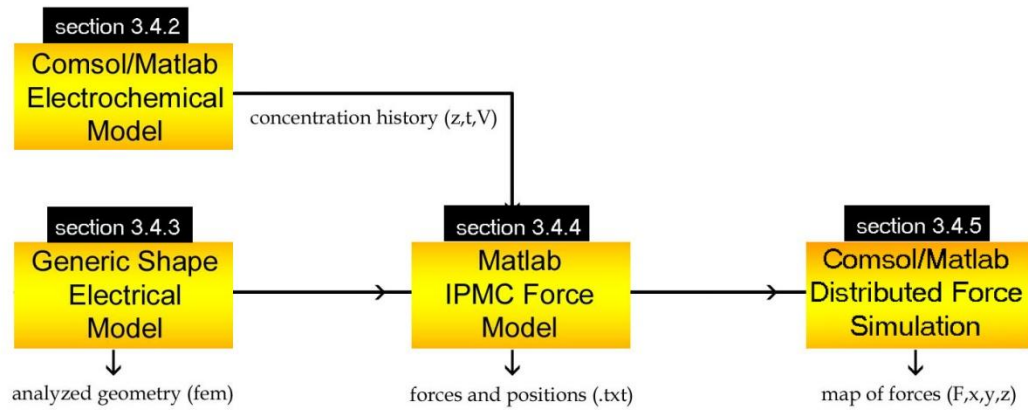 section 3.4.2
Comsol/Matlab
Electrochemical
Model
concentration history (z,t,V)
section 3.4.3
Generic Shape
Electrical
Model
analyzed geometry (fem)
section 3.4.4
Matlab
IPMC Force
Model
forces and positions (.txt)
section 3.4.5
Comsol/Matlab
Distributed Force
Simulation
map of forces (F,x,y,z)